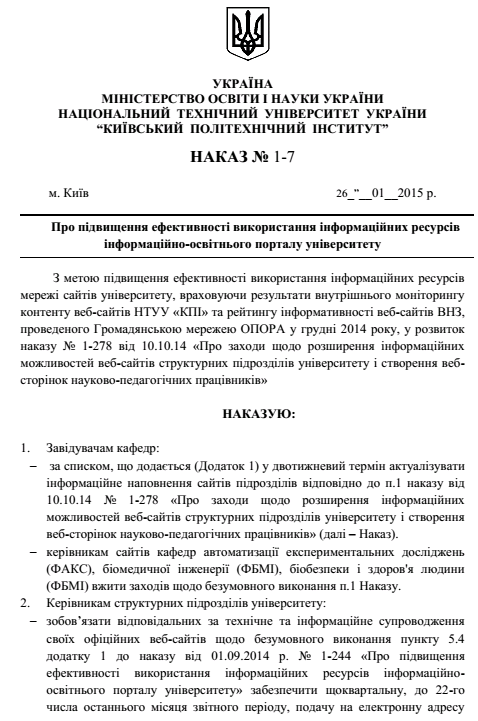 УКРАЇНА
МІНІСТЕРСТВО ОСВІТИ І НАУКИ УКРАЇНИ
НАЦІОНАЛЬНИЙ ТЕХНІЧНИЙ УНІВЕРСИТЕТ УКРАЇНИ
“КИЇВСЬКИЙ ПОЛІТЕХНІЧНИЙ ІНСТИТУТ”
НАКАЗ № 1-7
м. Київ 26_”__01__2015 р.
Про підвищення ефективності використання інформаційних ресурсів
інформаційно-освітнього порталу університету
З метою підвищення ефективності використання інформаційних ресурсів
мережі сайтів університету, враховуючи результати внутрішнього моніторингу
контенту веб-сайтів НТУУ «КПІ» та рейтингу інформативності веб-сайтів ВНЗ,
проведеного Громадянською мережею ОПОРА у грудні 2014 року, у розвиток
наказу № 1-278 від 10.10.14 «Про заходи щодо розширення інформаційних
можливостей веб-сайтів структурних підрозділів університету і створення веб-
сторінок науково-педагогічних працівників»
НАКАЗУЮ:
1. Завідувачам кафедр:
– за списком, що додається (Додаток 1) у двотижневий термін актуалізувати
інформаційне наповнення сайтів підрозділів відповідно до п.1 наказу від
10.10.14 № 1-278 «Про заходи щодо розширення інформаційних
можливостей веб-сайтів структурних підрозділів університету і створення
веб-сторінок науково-педагогічних працівників» (далі – Наказ).
– керівникам сайтів кафедр автоматизації експериментальних досліджень
(ФАКС), біомедичної інженерії (ФБМІ), біобезпеки і здоров'я людини
(ФБМІ) вжити заходів щодо безумовного виконання п.1 Наказу.
2. Керівникам структурних підрозділів університету:
– зобов’язати відповідальних за технічне та інформаційне супроводження
своїх офіційних веб-сайтів щодо безумовного виконання пункту 5.4
додатку 1 до наказу від 01.09.2014 р. № 1-244 «Про підвищення
ефективності використання інформаційних ресурсів інформаційно-
освітнього порталу університету» забезпечити щоквартальну, до 22-го
числа останнього місяця звітного періоду, подачу на електронну адресу